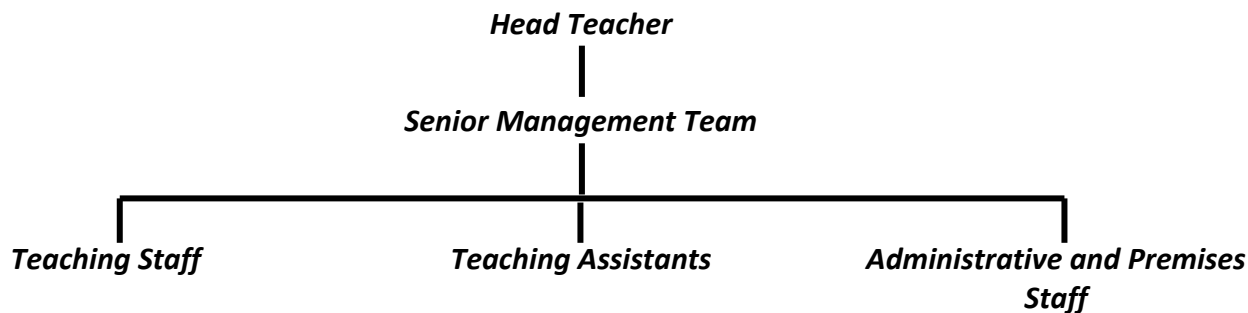 Head Teacher
Senior Management Team
Teaching Staff
Teaching Assistants
Administrative and Premises
Staff